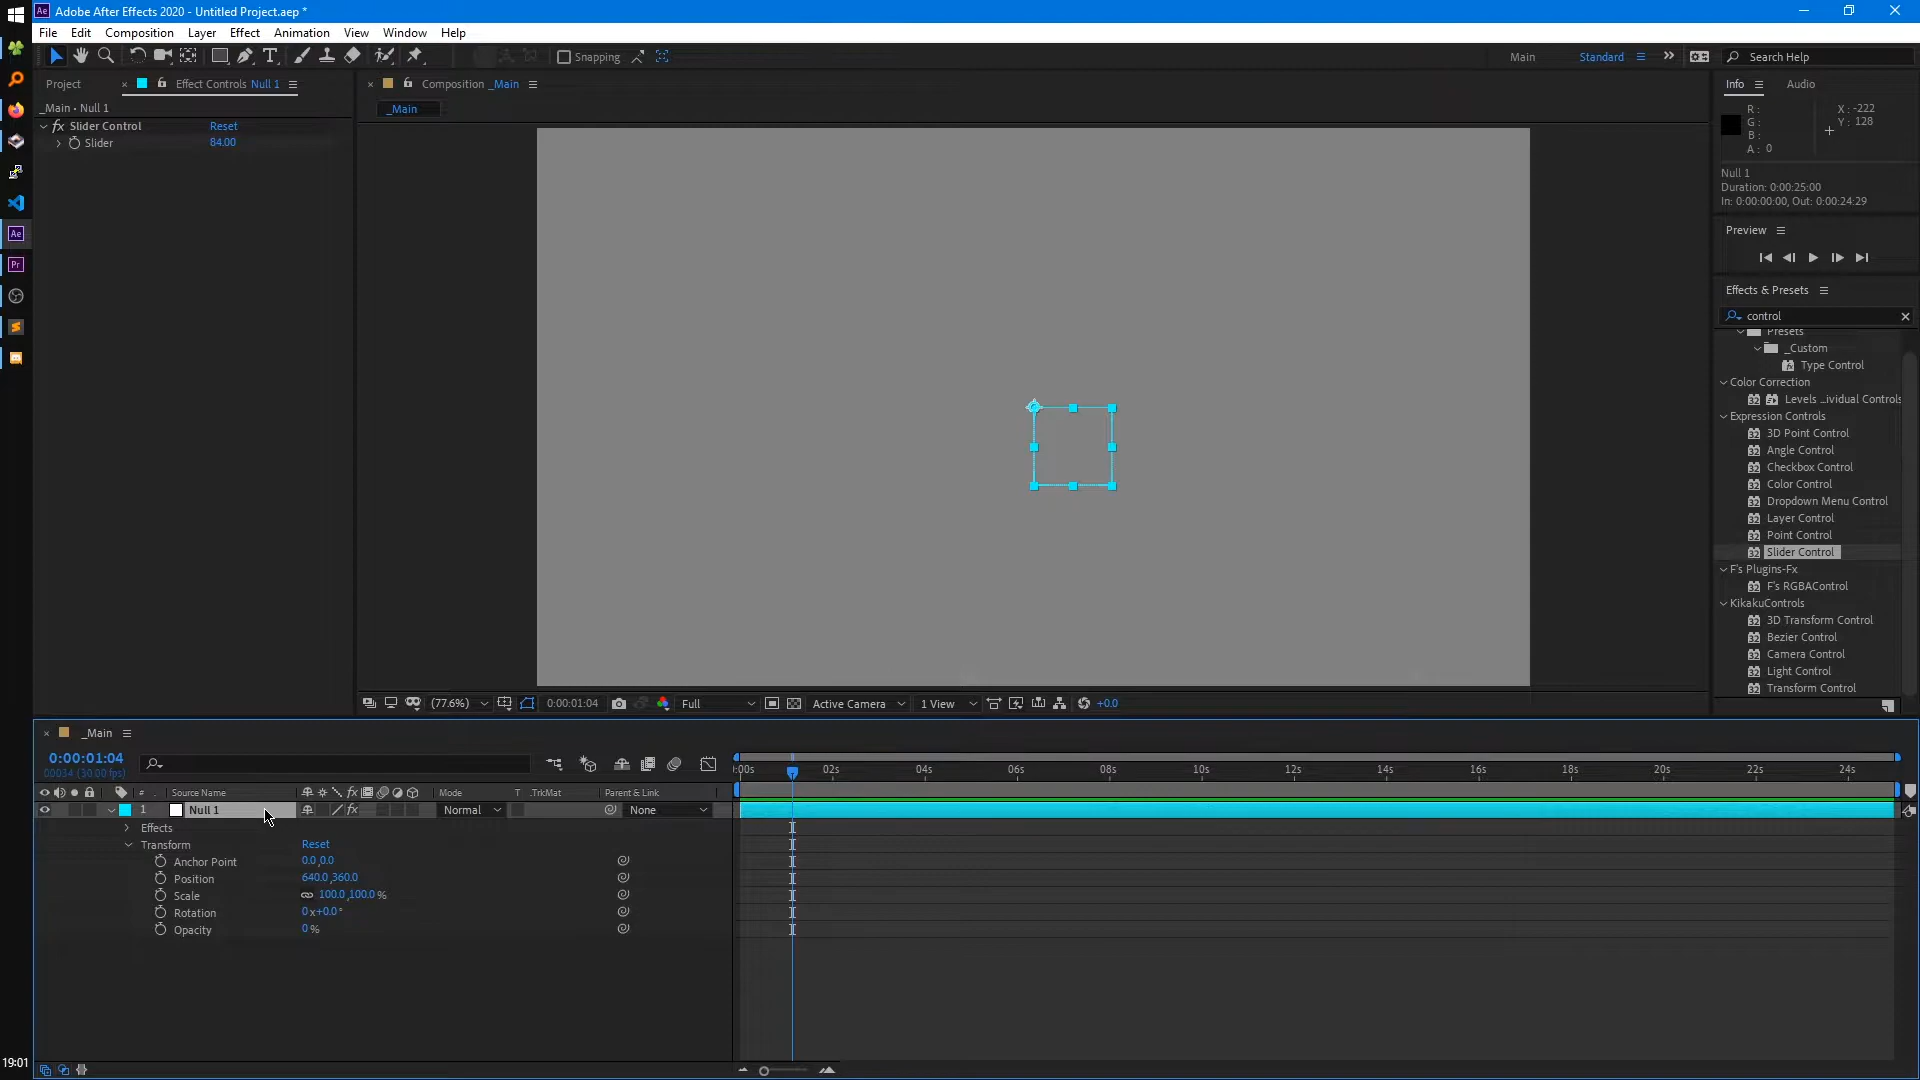 Adobe After Effects 2020 - Untitled Project.aep *
File Edit Composition Layer Effect Animation View Window Help
Snapping
Main Standard Search Help
Project Effect Controls Null 1
_Main • Null 1
fx Slider Control Reset
Slider 84.00
Composition _Main
_Main
(77.6%) 0:00:01:04 Full Active Camera 1 View +0.0
Info Audio
R :
G :
B :
A : 0
X : -222
Y : 128
Null 1
Duration: 0:00:25:00
In: 0:00:00:00, Out: 0:00:24:29
Preview
Effects & Presets
control
Presets
_Custom
Type Control
Color Correction
Levels _ividual Controls
Expression Controls
3D Point Control
Angle Control
Checkbox Control
Color Control
Dropdown Menu Control
Layer Control
Point Control
Slider Control
F's Plugins-Fx
F's RGBAControl
KikakuControls
3D Transform Control
Bezier Control
Camera Control
Light Control
Transform Control
_Main
0:00:01:04
00034 (30.00 fps)
:00s 02s 04s 06s 08s 10s 12s 14s 16s 18s 20s 22s 24s
# Source Name fx Mode T .TrkMat Parent & Link
1 Null 1 fx Normal None
Effects
Transform Reset
Anchor Point 0.0,0.0
Position 640.0,360.0
Scale 100.0,100.0 %
Rotation 0x+0.0°
Opacity 0 %
Ae
Pr
19:01